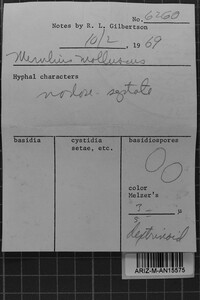 No. 6260
Notes by R. L. Gilbertson
10/2, 1969
Merulius molluscus
Hyphal characters
nodose-septate
basidia
cystidia
setae, etc.
basidiospores
color
Melzer's
µ
dextrinoid
ARIZ-M-AN15575